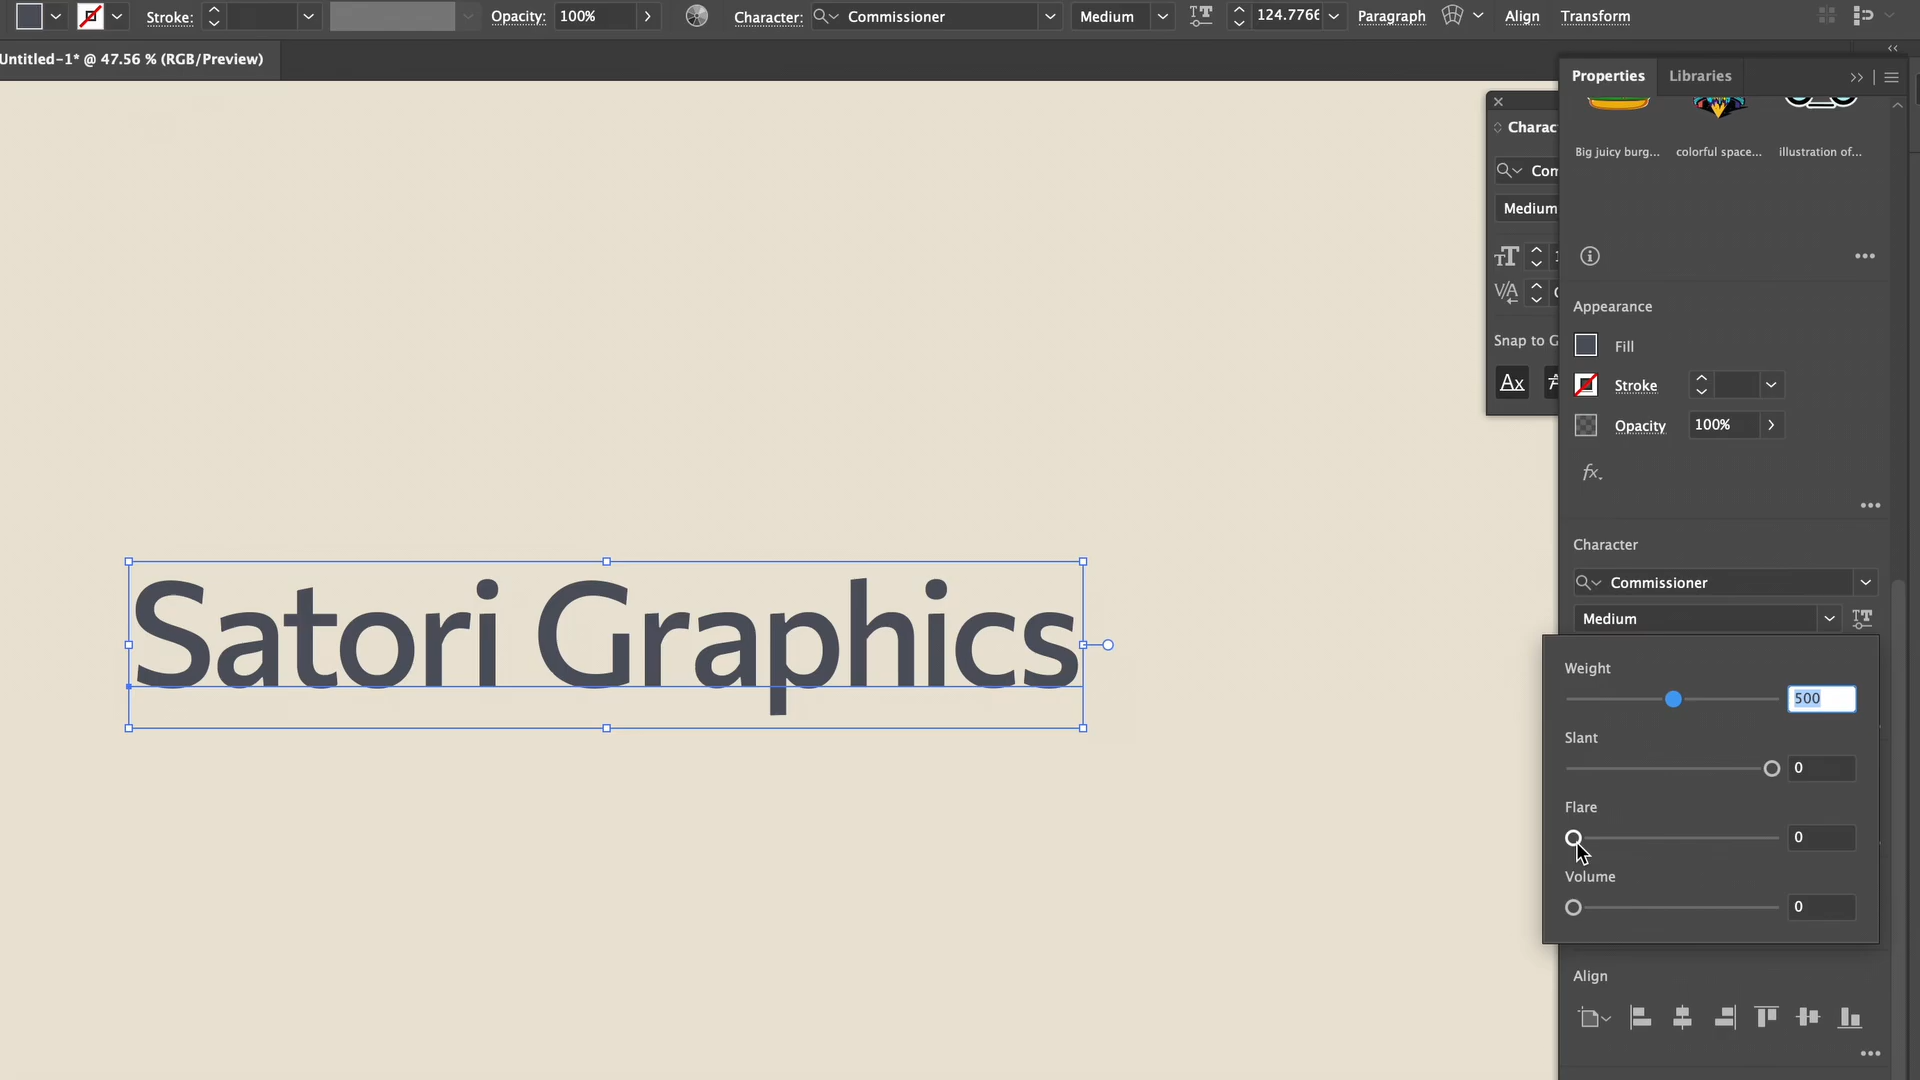 Stroke:
Opacity: 100%
Character: Commissioner
Medium
124.7766
Paragraph
Align
Transform
Untitled-1* @ 47.56 % (RGB/Preview)
Properties
Libraries
Big juicy burg...
colorful space...
illustration of...
Charac
Com
Medium
Snap to G
Appearance
Fill
Stroke
Opacity 100%
fx.
Character
Commissioner
Medium
Satori Graphics
Weight
500
Slant
0
Flare
0
Volume
0
Align